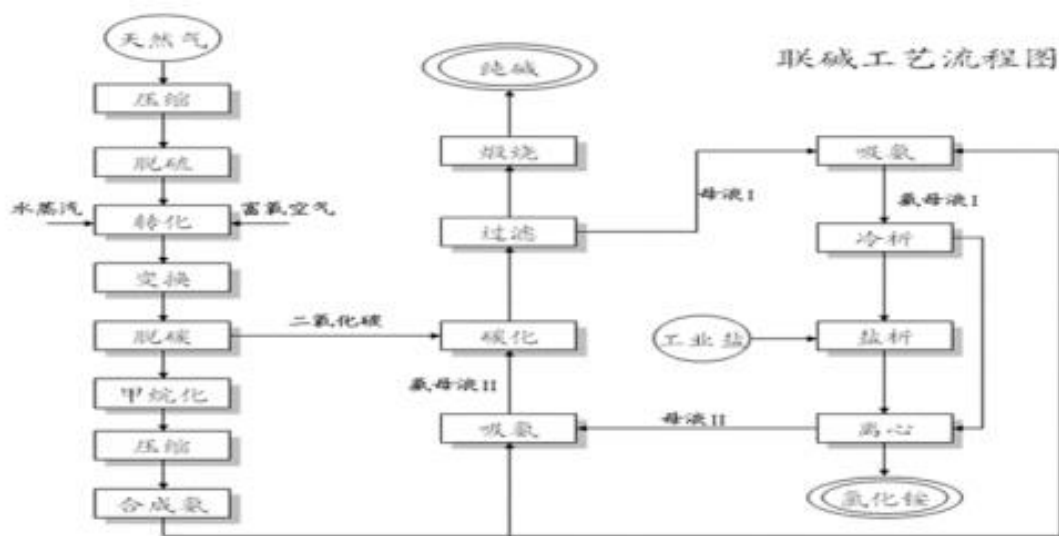 联碱工艺流程图
天然气
压缩
脱硫
水蒸汽
转化
富氧空气
变换
脱碳
二氧化碳
甲烷化
压缩
合成氨
纯碱
煅烧
过滤
母液I
碳化
氨母液II
吸氨
母液II
吸氨
氨母液I
冷析
工业盐
盐析
离心
氯化铵